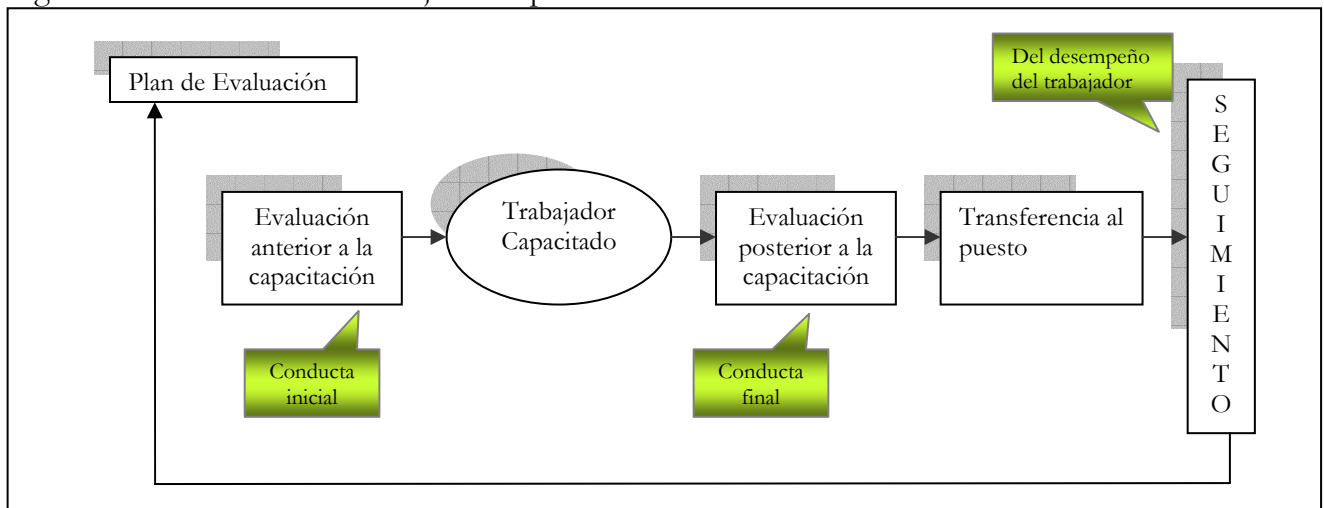 Plan de Evaluación
Del desempeño
del trabajador
Evaluación
anterior a la
capacitación
Trabajador
Capacitado
Evaluación
posterior a la
capacitación
Transferencia al
puesto
S
E
G
U
I
M
I
E
N
T
O
Conducta
inicial
Conducta
final